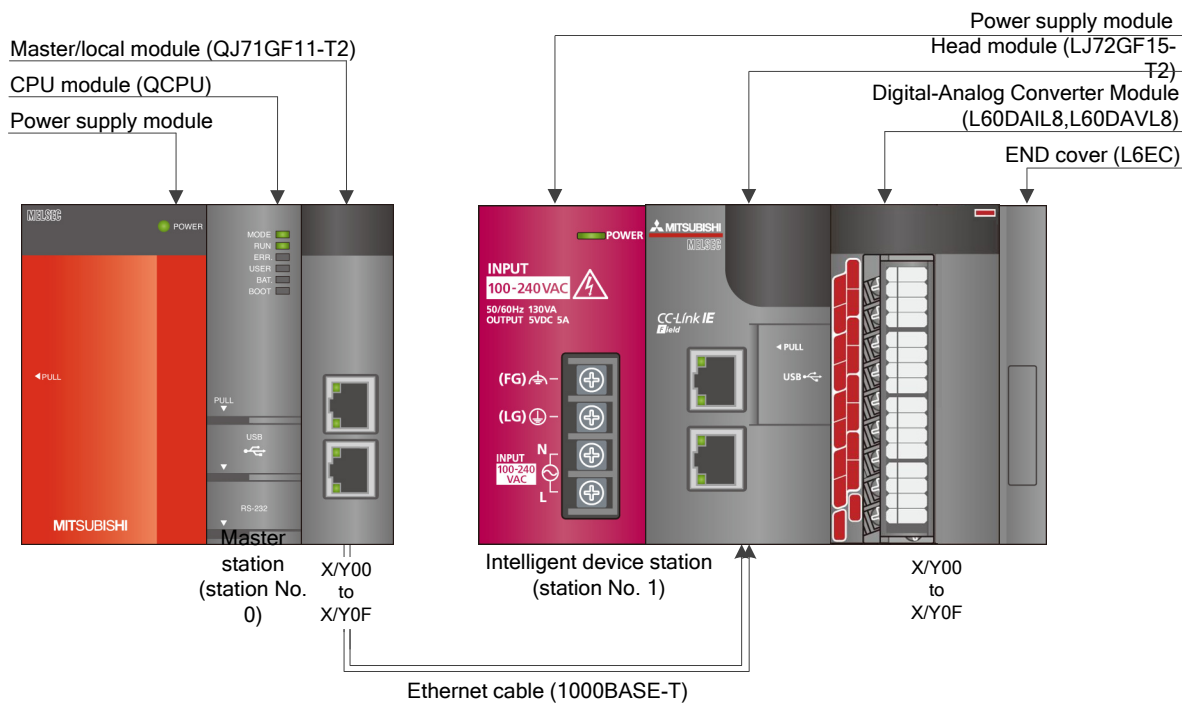 Power supply module
Head module (LJ72GF15-
T2)
Digital-Analog Converter Module
(L60DAIL8,L60DAVL8)
END cover (L6EC)
Master/local module (QJ71GF11-T2)
CPU module (QCPU)
Power supply module
MELSEC
POWER
MODE
RUN
ERR.
USER
BAT.
BOOT
PULL
PULL
USB
RS-232
MITSUBISHI
POWER
INPUT
100-240VAC
50/60Hz 130VA
OUTPUT 5VDC 5A
(FG)
(LG)
INPUT
100-240
VAC
N
L
MITSUBISHI
MELSEC
CC-Link IE
Field
PULL
USB
Master
station
(station No.
0)
X/Y00
to
X/Y0F
Intelligent device station
(station No. 1)
X/Y00
to
X/Y0F
Ethernet cable (1000BASE-T)